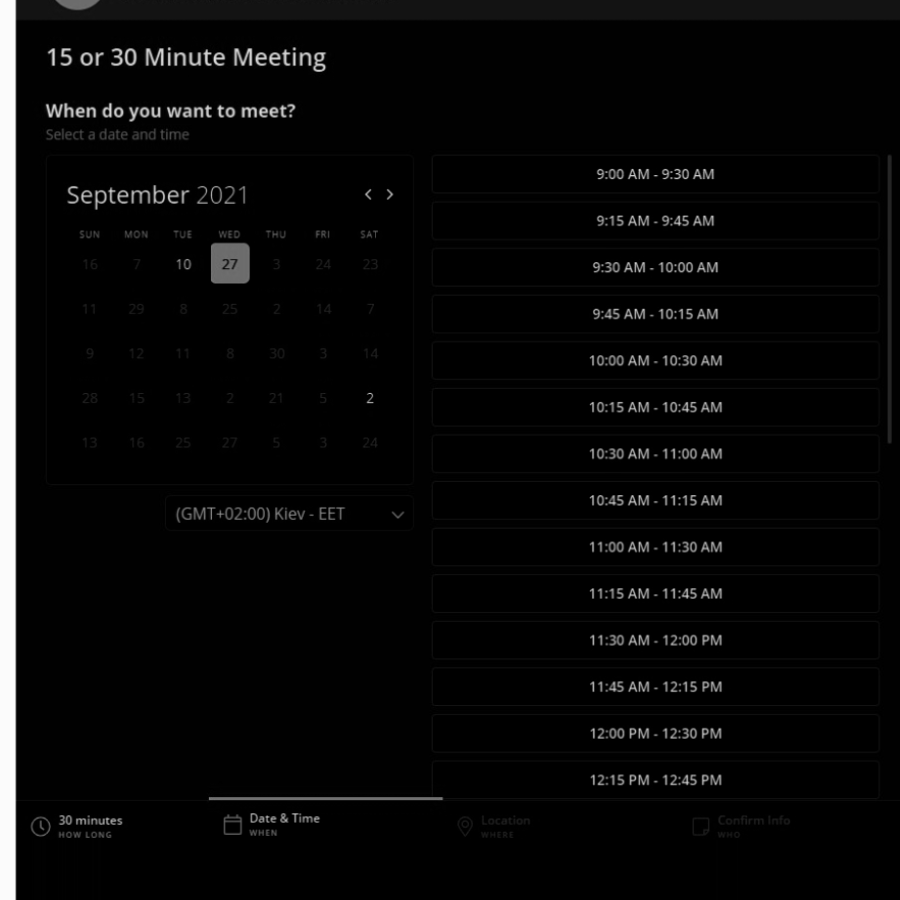 15 or 30 Minute Meeting
When do you want to meet?
Select a date and time
September 2021
SUN MON TUE WED THU FRI SAT
16 7 10 27 3 24 23
11 29 8 25 2 14 7
9 12 11 8 30 3 14
28 15 13 2 21 5 2
13 16 25 27 5 3 24
(GMT+02:00) Kiev - EET
9:00 AM - 9:30 AM
9:15 AM - 9:45 AM
9:30 AM - 10:00 AM
9:45 AM - 10:15 AM
10:00 AM - 10:30 AM
10:15 AM - 10:45 AM
10:30 AM - 11:00 AM
10:45 AM - 11:15 AM
11:00 AM - 11:30 AM
11:15 AM - 11:45 AM
11:30 AM - 12:00 PM
11:45 AM - 12:15 PM
12:00 PM - 12:30 PM
12:15 PM - 12:45 PM
30 minutes
HOW LONG
Date & Time
WHEN
Location
WHERE
Confirm Info
WHO